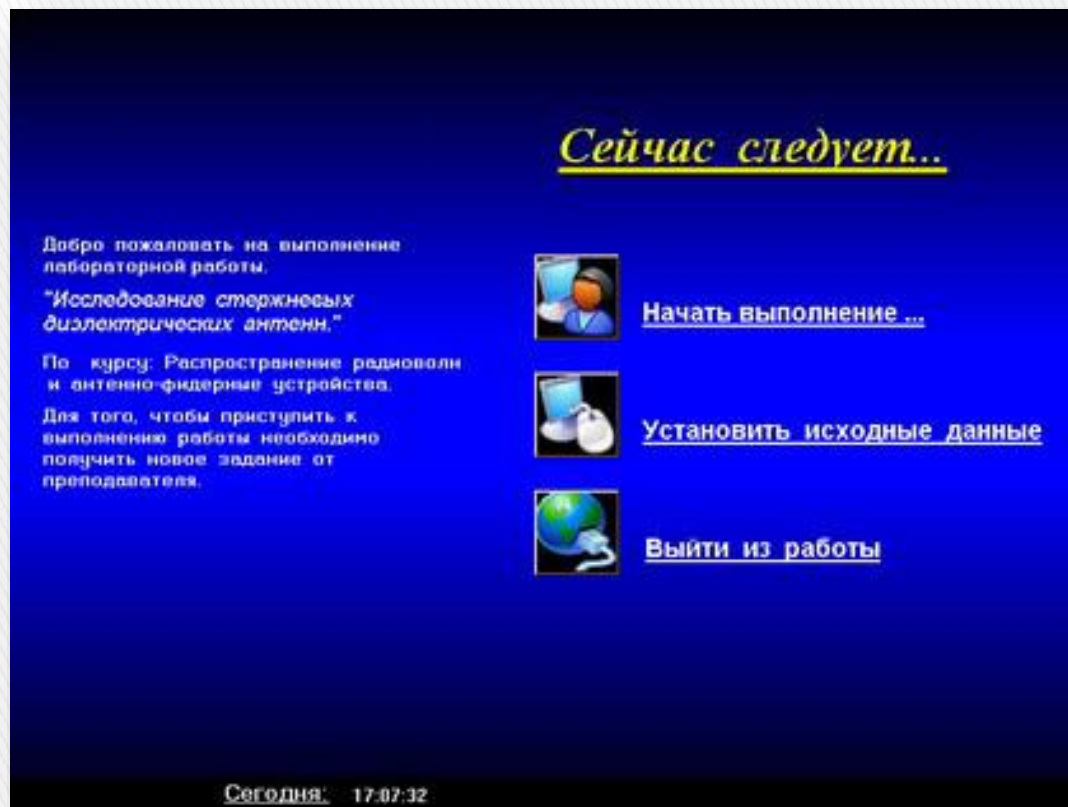 Сейчас следует...
Добро пожаловать на выполнение
лабораторной работы.
"Исследование стержневых
диэлектрических антенн."
По курсу: Распространение радиоволн
и антенно-фидерные устройства.
Для того, чтобы приступить к
выполнению работы необходимо
получить новое задание от
преподавателя.
Начать выполнение ...
Установить исходные данные
Выйти из работы
Сегодня: 17:07:32